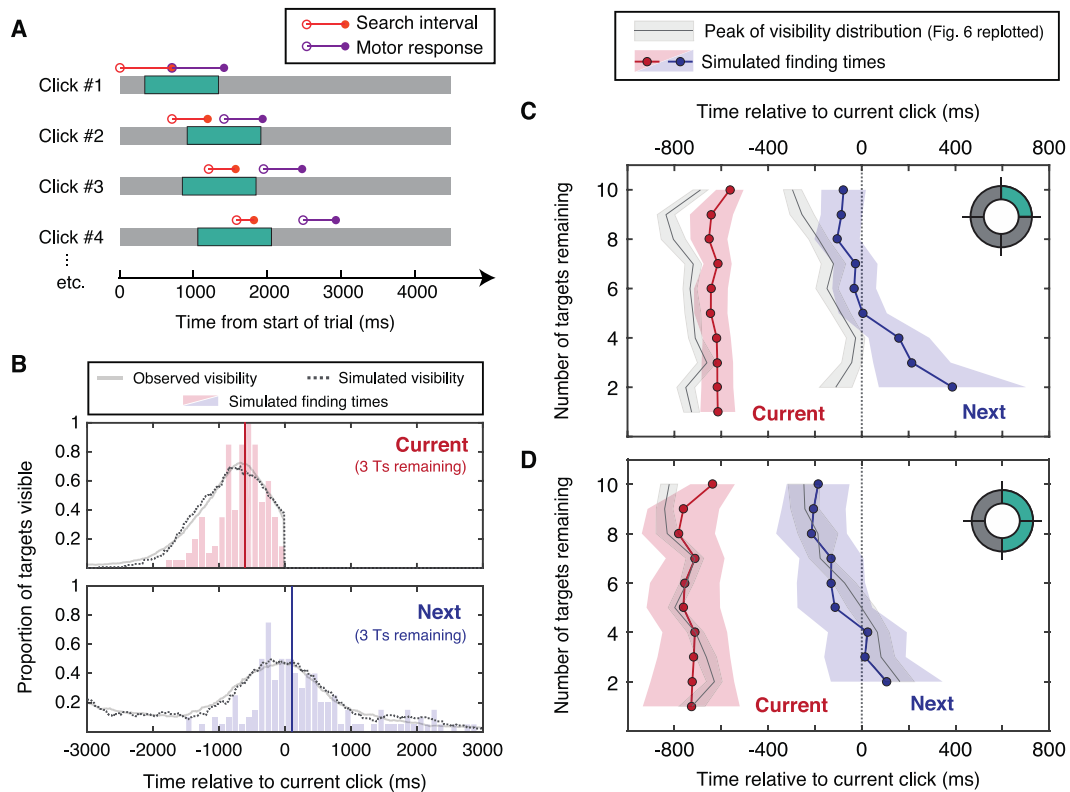 A
Search interval
Motor response
Click #1
Click #2
Click #3
Click #4
etc.
0 1000 2000 3000 4000
Time from start of trial (ms)
B
Observed visibility Simulated visibility
Simulated finding times
Proportion of targets visible
1
0.8
0.6
0.4
0.2
Current
(3 Ts remaining)
1
0.8
0.6
0.4
0.2
Next
(3 Ts remaining)
-3000 -2000 -1000 0 1000 2000 3000
Time relative to current click (ms)
Peak of visibility distribution (Fig. 6 replotted)
Simulated finding times
Time relative to current click (ms)
C
-800 -400 0 400 800
Number of targets remaining
10
8
6
4
2
Current
Next
D
Number of targets remaining
10
8
6
4
2
Current
Next
-800 -400 0 400 800
Time relative to current click (ms)